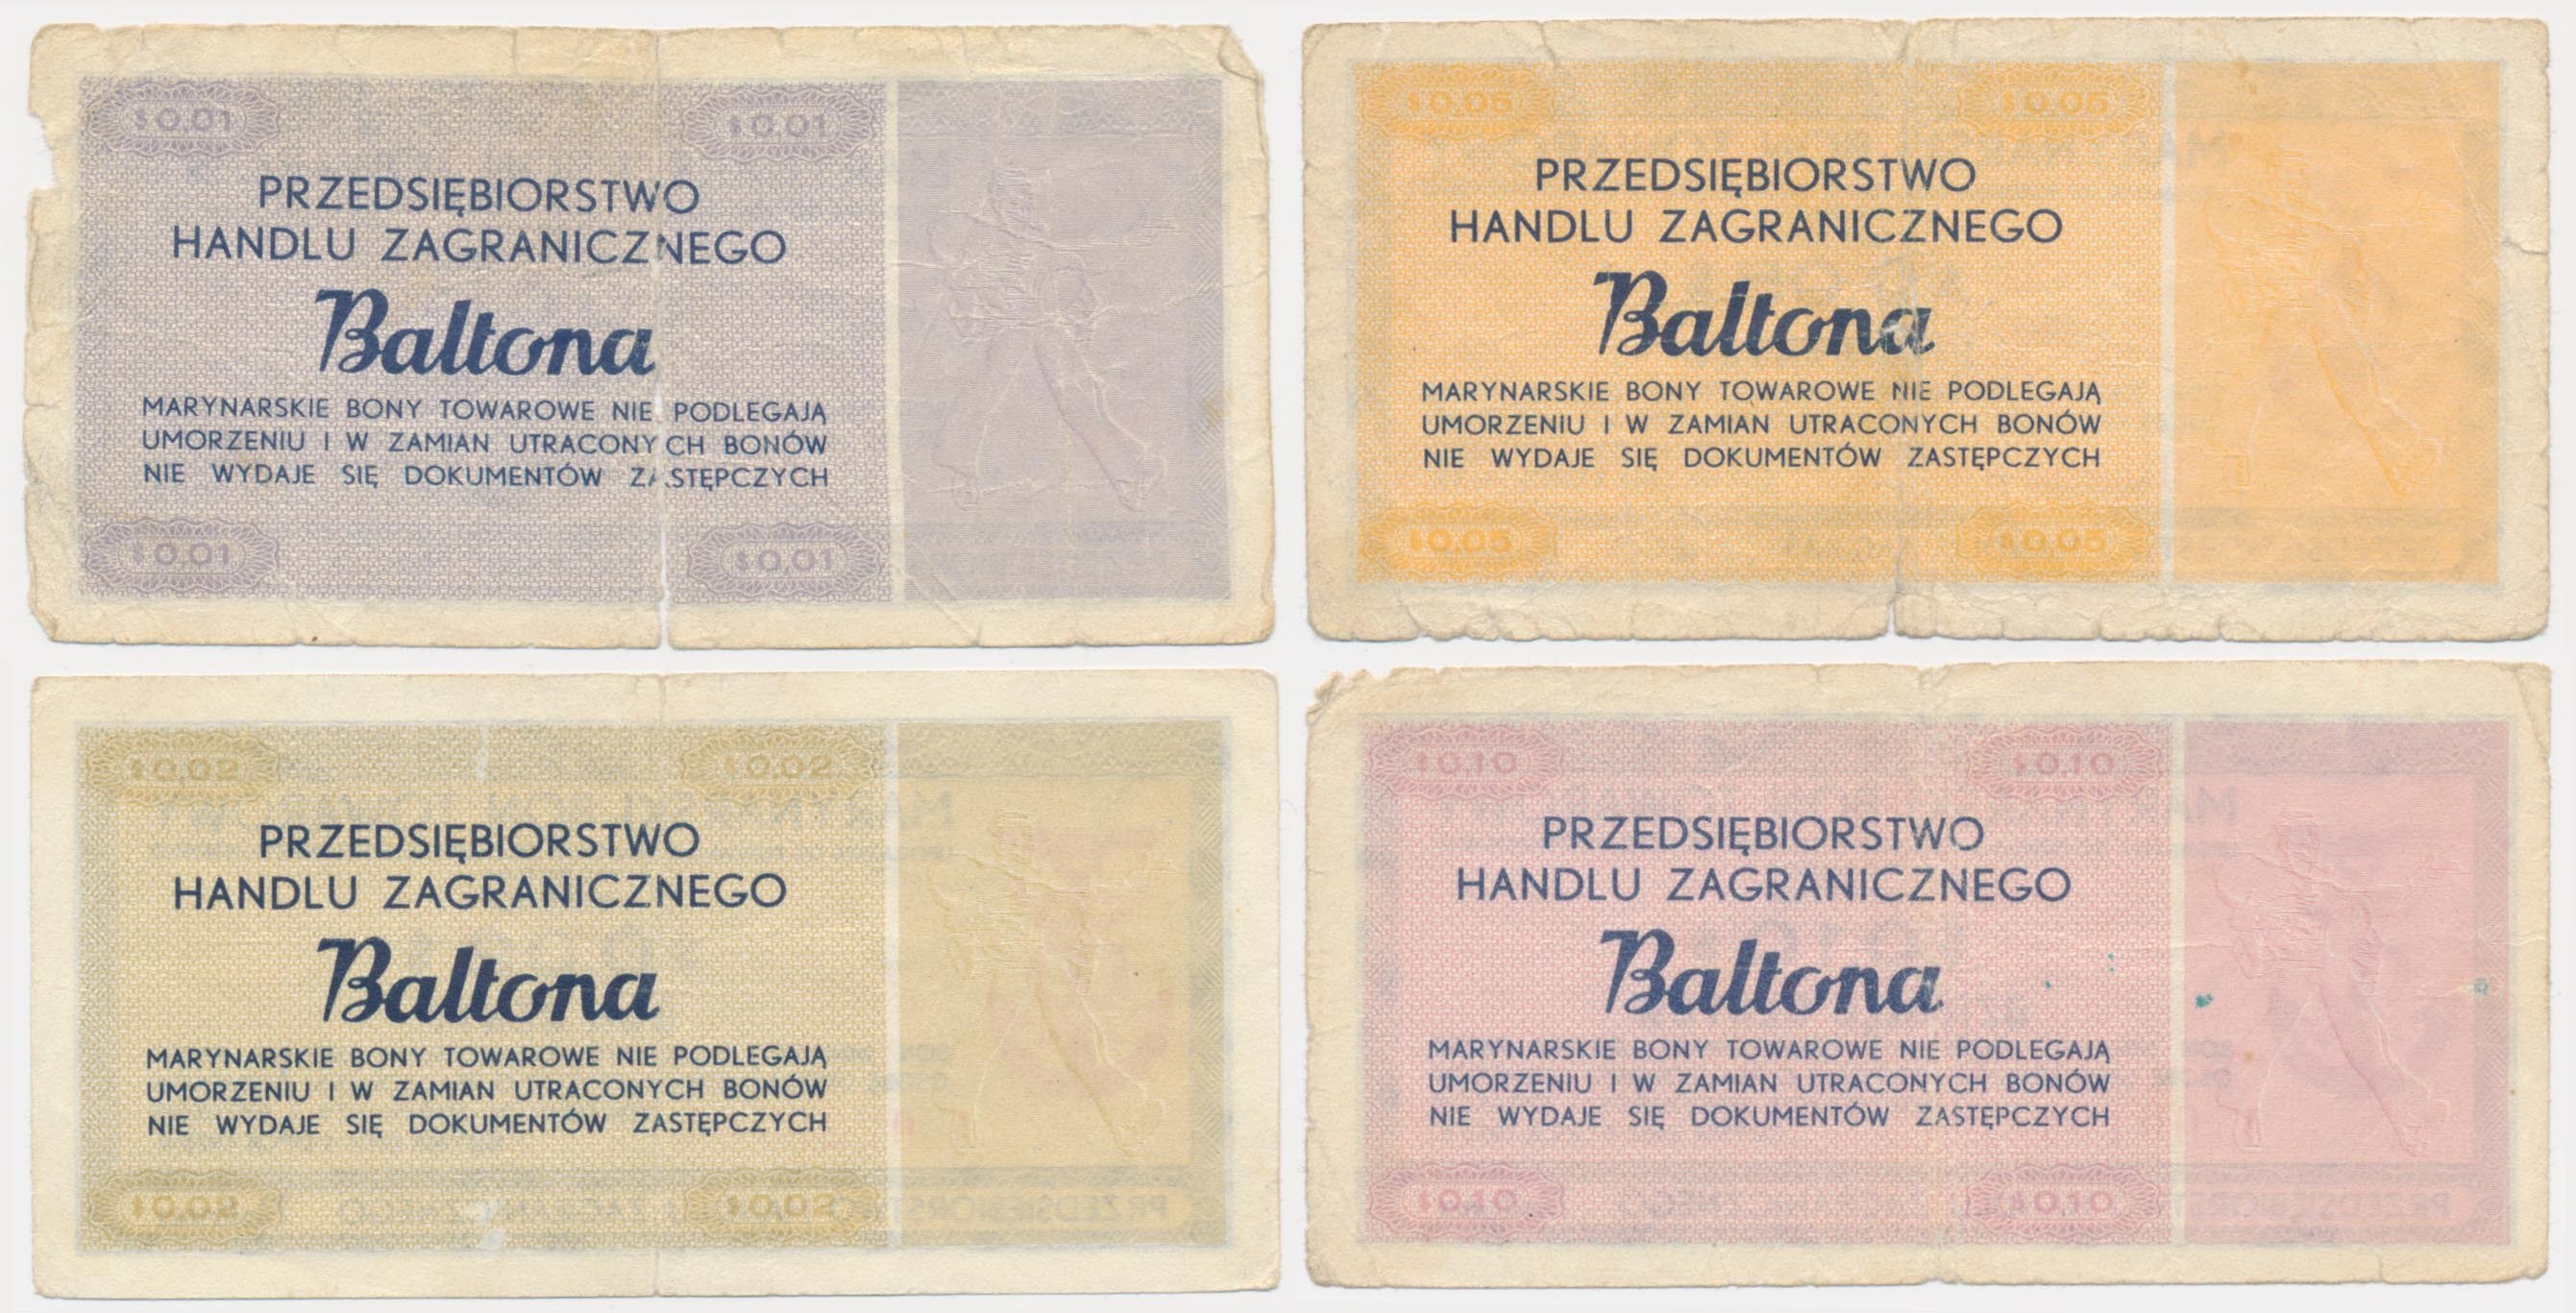 $0.01 $0.01
PRZEDSIĘBIORSTWO
HANDLU ZAGRANICZNEGO
Baltona
MARYNARSKIE BONY TOWAROWE NIE PODLEGAJĄ
UMORZENIU I W ZAMIAN UTRACONYCH BONÓW
NIE WYDAJE SIĘ DOKUMENTÓW ZASTĘPCZYCH
$0.01 $0.01
$0.05 $0.05
PRZEDSIĘBIORSTWO
HANDLU ZAGRANICZNEGO
Baltona
MARYNARSKIE BONY TOWAROWE NIE PODLEGAJĄ
UMORZENIU I W ZAMIAN UTRACONYCH BONÓW
NIE WYDAJE SIĘ DOKUMENTÓW ZASTĘPCZYCH
$0.05 $0.05
$0.02 $0.02
PRZEDSIĘBIORSTWO
HANDLU ZAGRANICZNEGO
Baltona
MARYNARSKIE BONY TOWAROWE NIE PODLEGAJĄ
UMORZENIU I W ZAMIAN UTRACONYCH BONÓW
NIE WYDAJE SIĘ DOKUMENTÓW ZASTĘPCZYCH
$0.02 $0.02
$0.10 $0.10
PRZEDSIĘBIORSTWO
HANDLU ZAGRANICZNEGO
Baltona
MARYNARSKIE BONY TOWAROWE NIE PODLEGAJĄ
UMORZENIU I W ZAMIAN UTRACONYCH BONÓW
NIE WYDAJE SIĘ DOKUMENTÓW ZASTĘPCZYCH
$0.10 $0.10